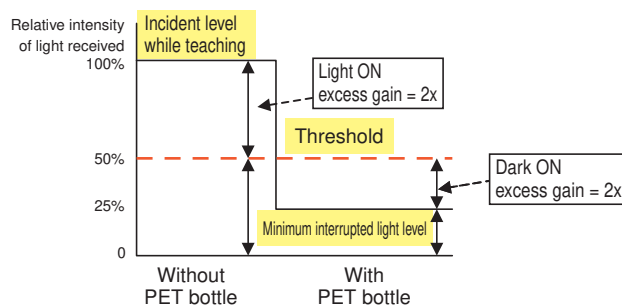 Relative intensity
of light received
Incident level
while teaching
100%
Light ON
excess gain = 2x
Threshold
50%
Dark ON
excess gain = 2x
25%
Minimum interrupted light level
0
Without
PET bottle
With
PET bottle